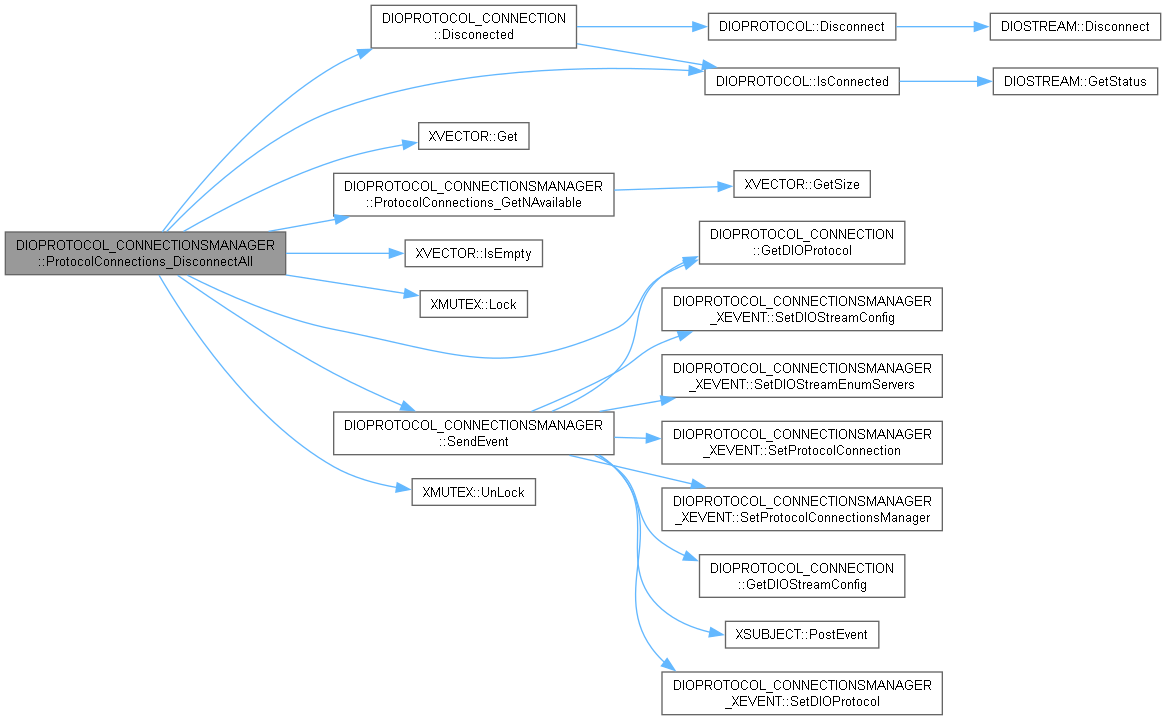 DIOPROTOCOL_CONNECTIONSMANAGER
::ProtocolConnections_DisconnectAll
DIOPROTOCOL_CONNECTION
::Disonected
DIOPROTOCOL::Disconnect
DIOSTREAM::Disconnect
DIOPROTOCOL::IsConnected
DIOSTREAM::GetStatus
XVECTOR::Get
DIOPROTOCOL_CONNECTIONSMANAGER
::ProtocolConnections_GetNAvailable
XVECTOR::GetSize
XVECTOR::IsEmpty
XMUTEX::Lock
DIOPROTOCOL_CONNECTION
::GetDIOProtocol
DIOPROTOCOL_CONNECTIONSMANAGER
::SendEvent
DIOPROTOCOL_CONNECTIONSMANAGER
_XEVENT::SetDIOStreamConfig
DIOPROTOCOL_CONNECTIONSMANAGER
_XEVENT::SetDIOStreamEnumServers
DIOPROTOCOL_CONNECTIONSMANAGER
_XEVENT::SetProtocolConnection
DIOPROTOCOL_CONNECTIONSMANAGER
_XEVENT::SetProtocolConnectionsManager
DIOPROTOCOL_CONNECTION
::GetDIOStreamConfig
XSUBJECT::PostEvent
DIOPROTOCOL_CONNECTIONSMANAGER
_XEVENT::SetDIOProtocol
XMUTEX::UnLock